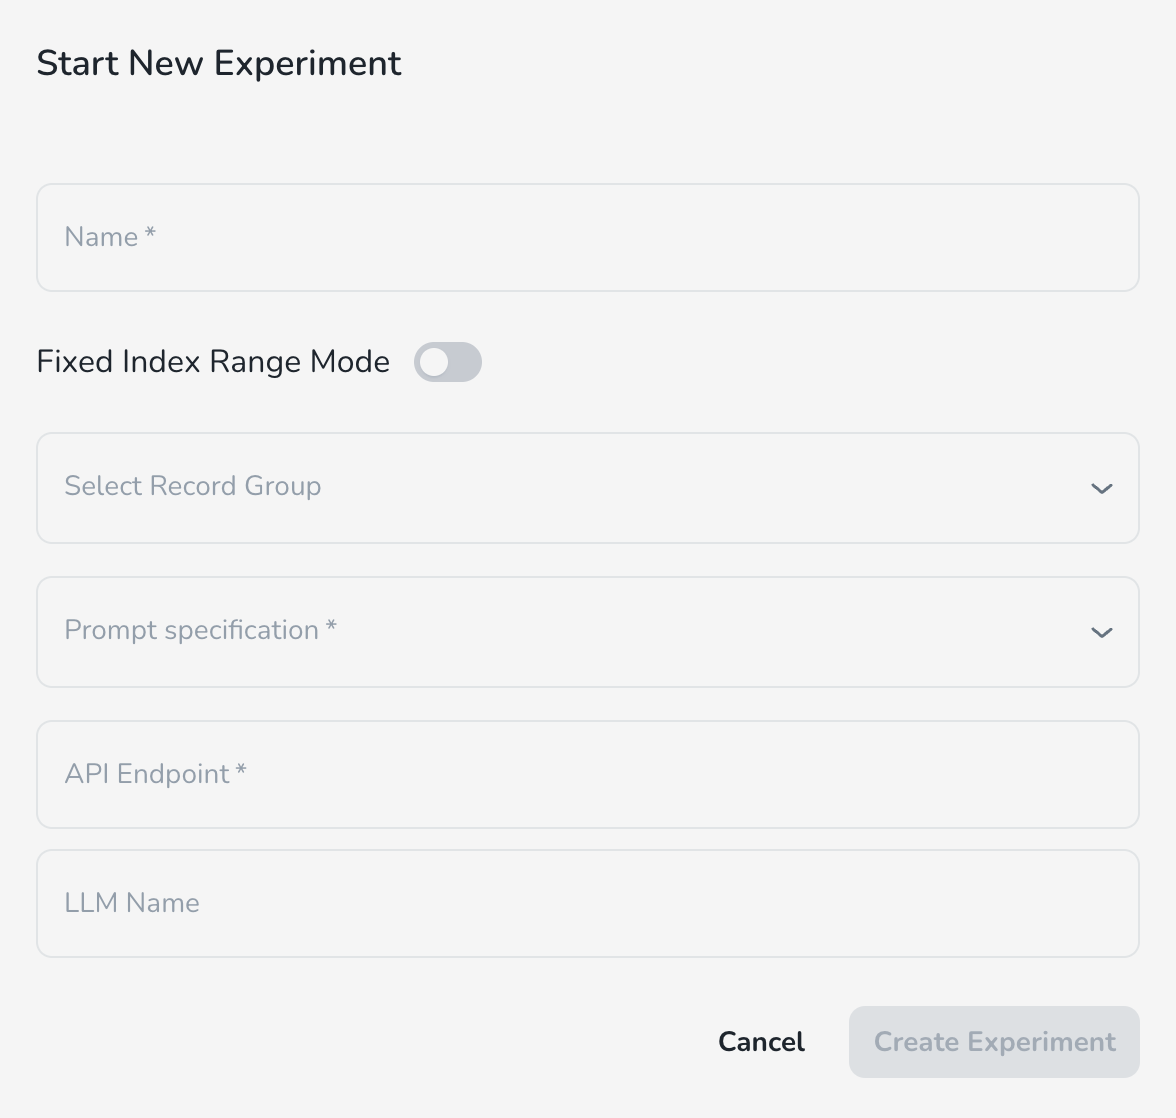 Start New Experiment
Name *
Fixed Index Range Mode
Select Record Group
Prompt specification *
API Endpoint *
LLM Name
Cancel
Create Experiment